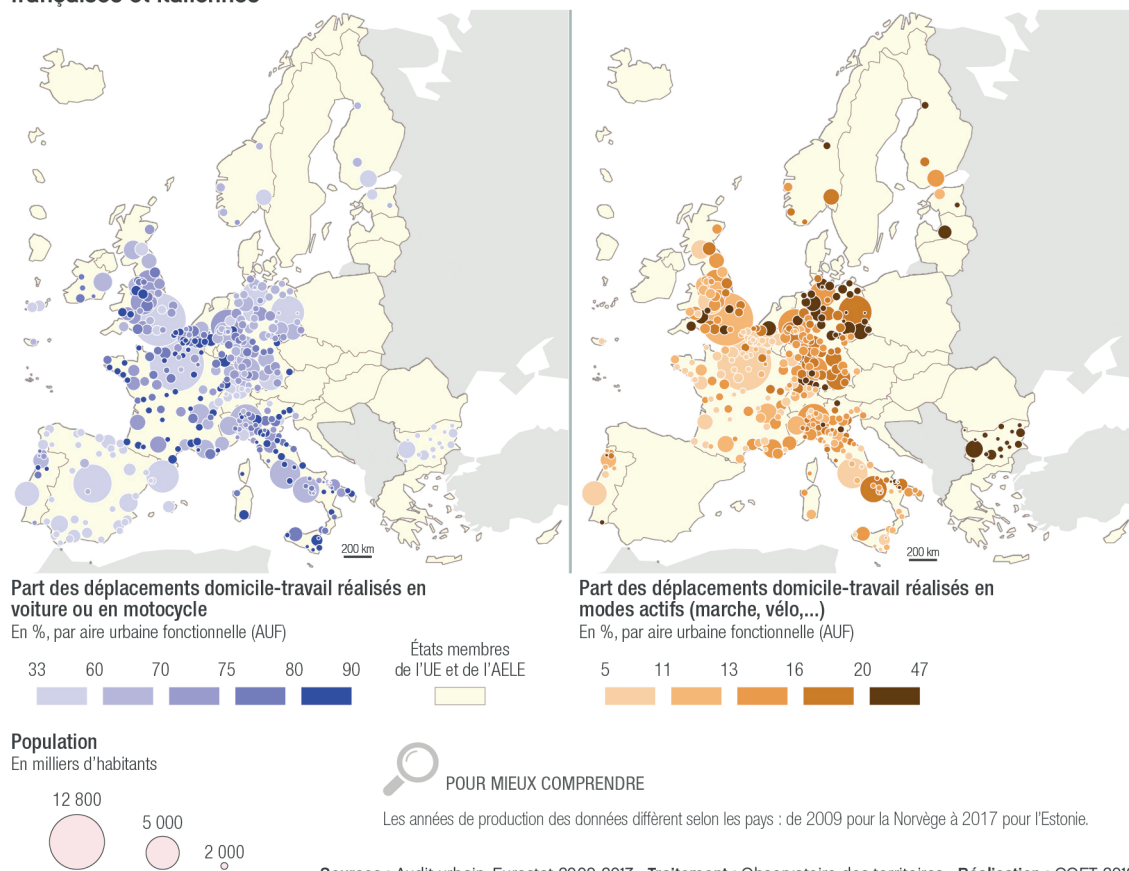 françaises et italiennes
200 km
200 km
Part des déplacements domicile-travail réalisés en
voiture ou en motocycle
En %, par aire urbaine fonctionnelle (AUF)
33 60 70 75 80 90
États membres
de l'UE et de l'AELE
Part des déplacements domicile-travail réalisés en
modes actifs (marche, vélo,...)
En %, par aire urbaine fonctionnelle (AUF)
5 11 13 16 20 47
Population
En milliers d'habitants
12 800
5 000
2 000
POUR MIEUX COMPRENDRE
Les années de production des données diffèrent selon les pays : de 2009 pour la Norvège à 2017 pour l'Estonie.